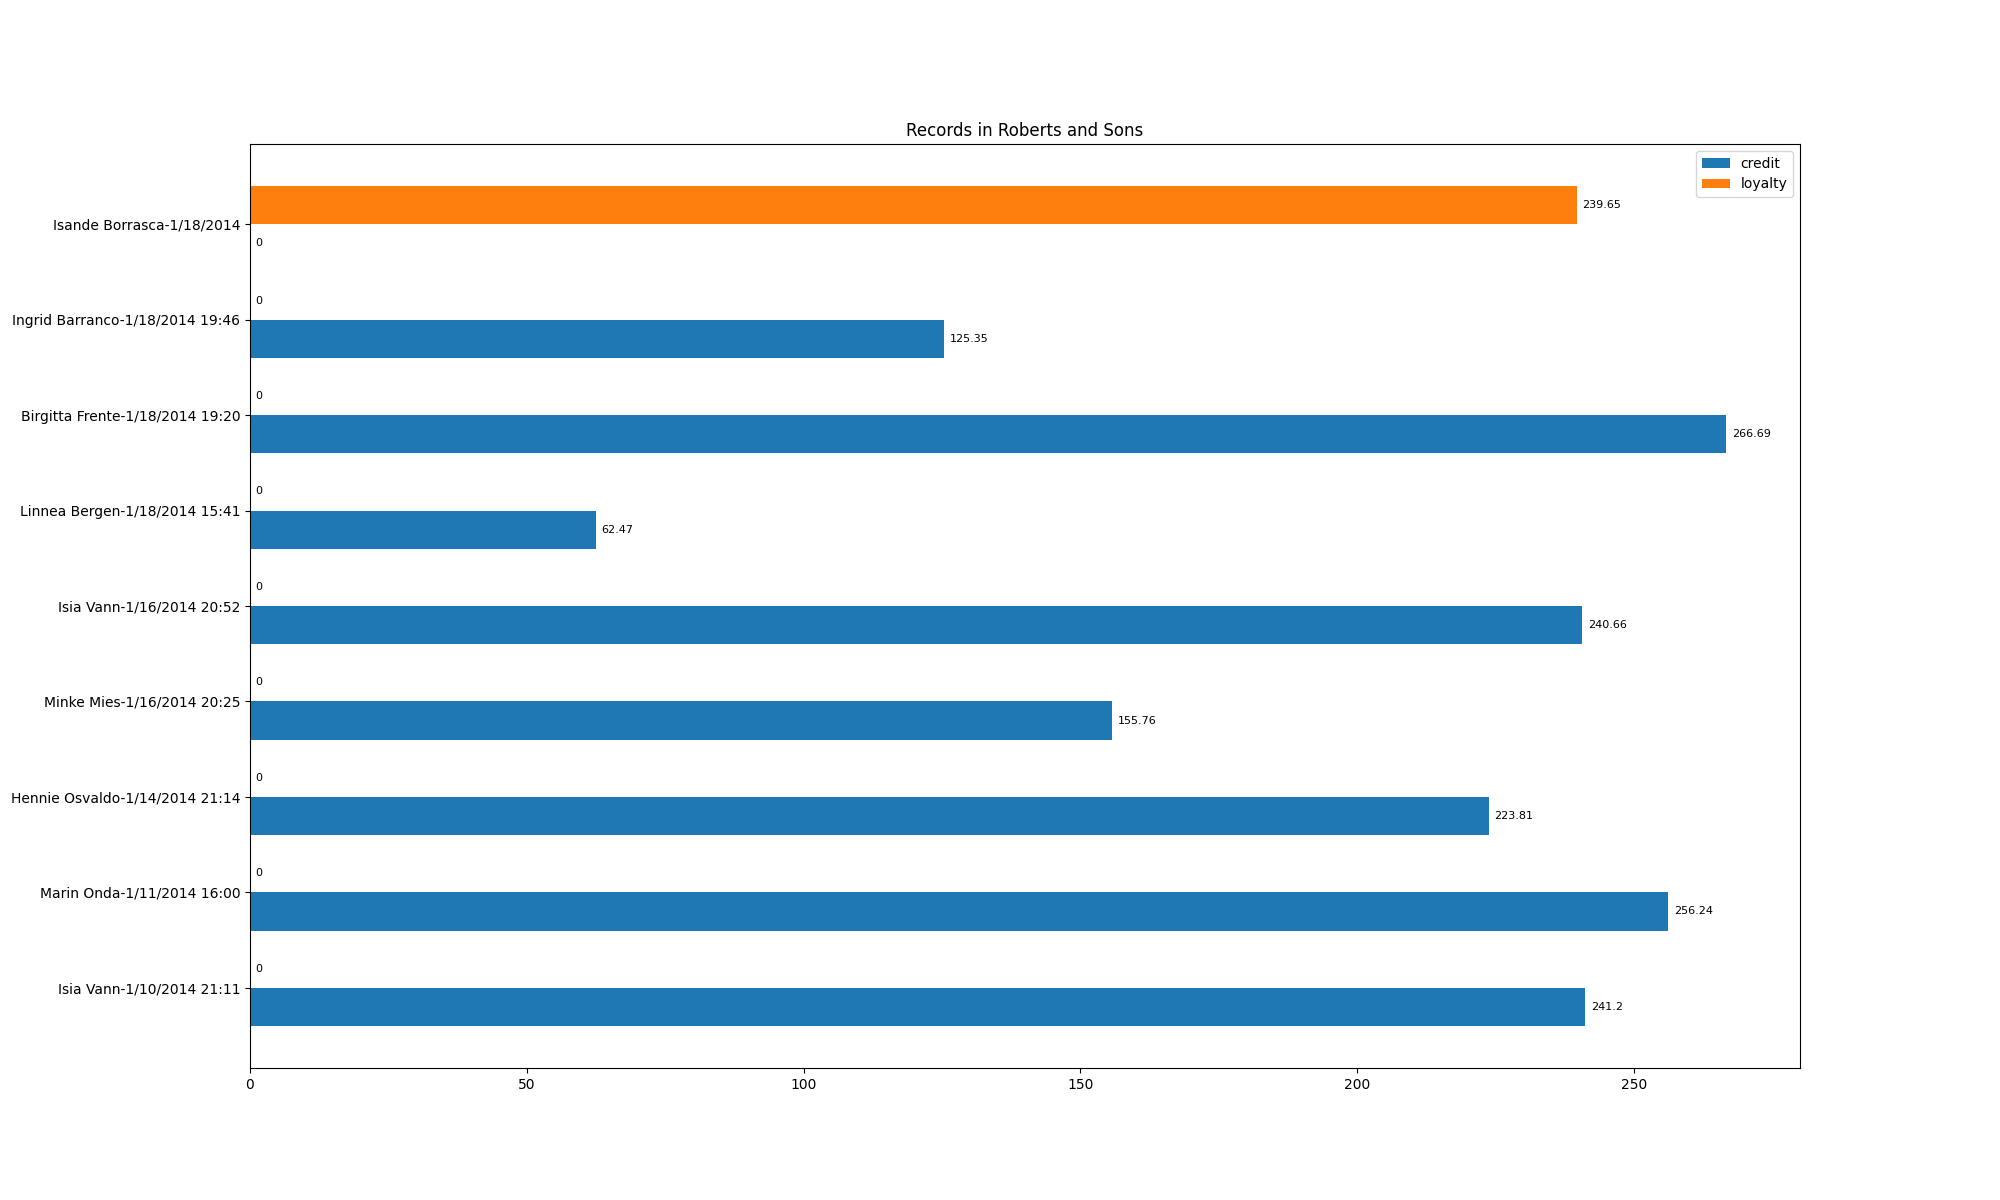 Records in Roberts and Sons
credit
loyalty
Isande Borrasca-1/18/2014
239.65
0
Ingrid Barranco-1/18/2014 19:46
0
125.35
Birgitta Frente-1/18/2014 19:20
0
266.69
Linnea Bergen-1/18/2014 15:41
0
62.47
Isia Vann-1/16/2014 20:52
0
240.66
Minke Mies-1/16/2014 20:25
0
155.76
Hennie Osvaldo-1/14/2014 21:14
0
223.81
Marin Onda-1/11/2014 16:00
0
256.24
Isia Vann-1/10/2014 21:11
0
241.2
0 50 100 150 200 250